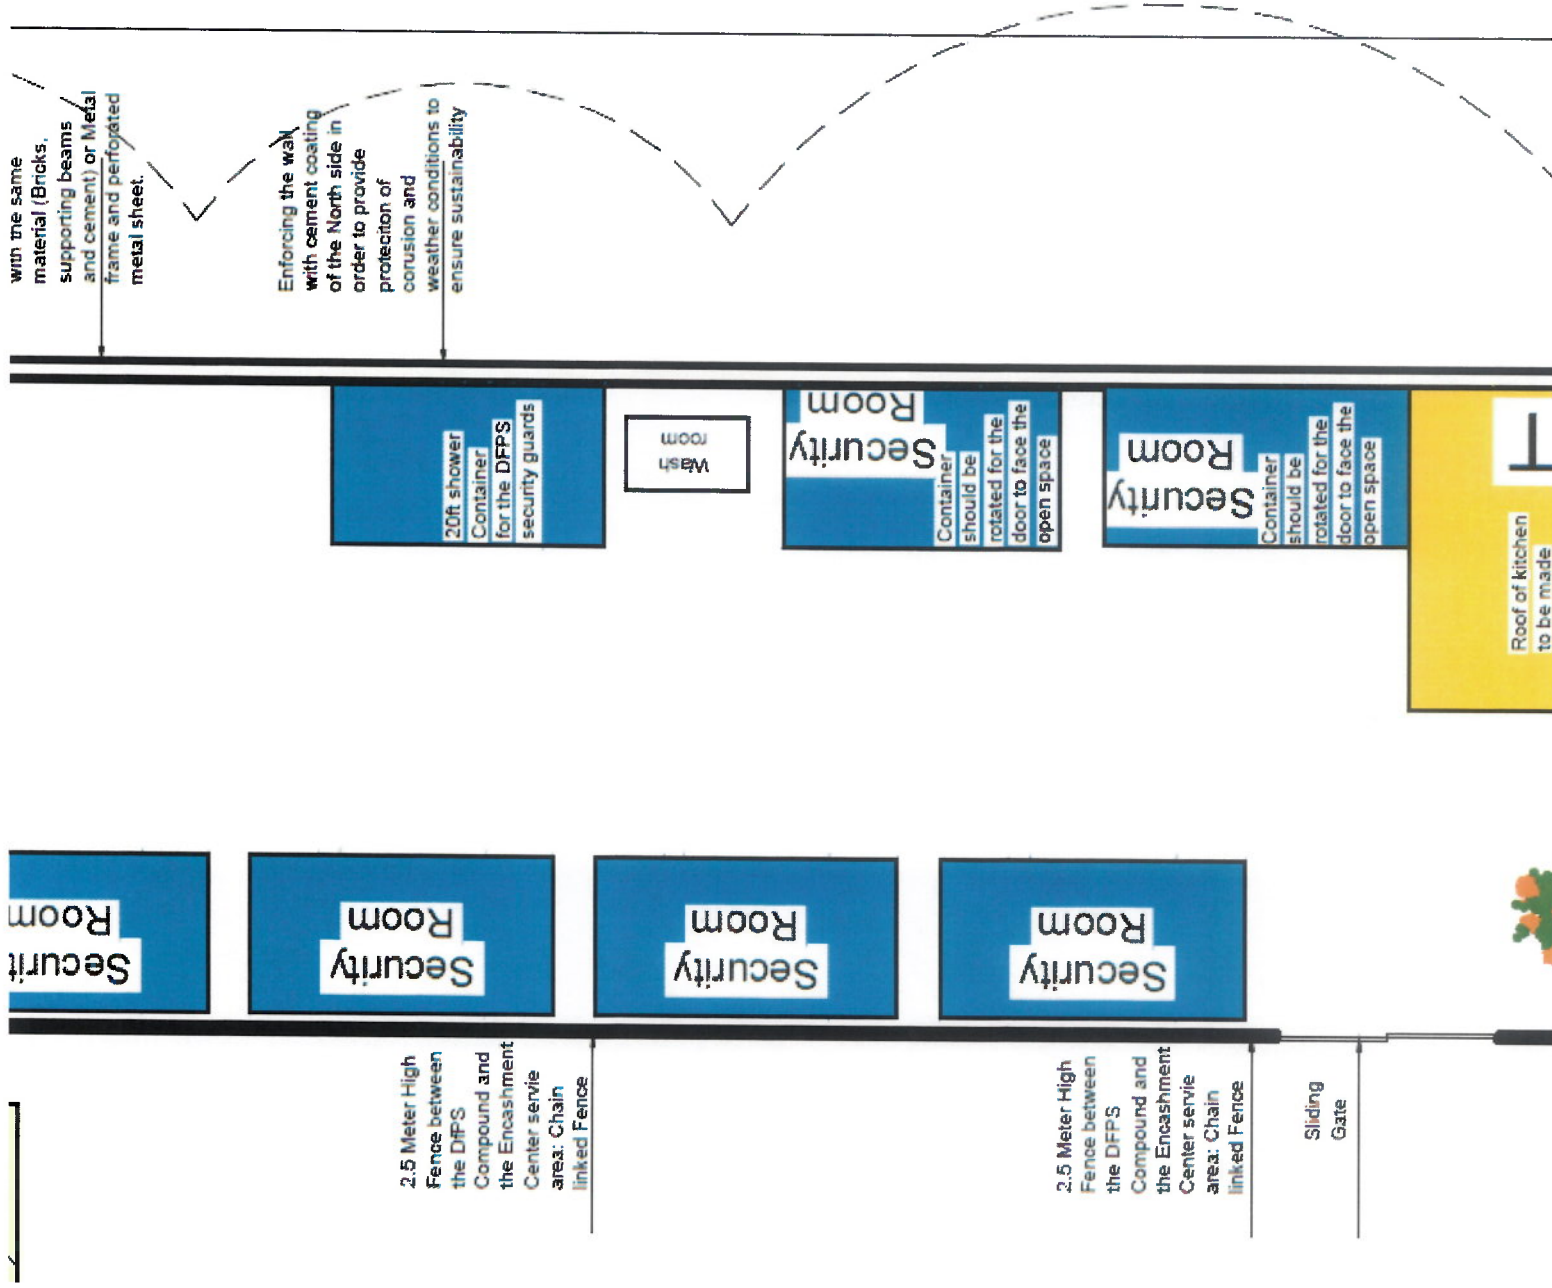 with the same
material (Bricks,
supporting beams
and cement) or Metal
frame and perforated
metal sheet.
Enforcing the wall
with cement coating
of the North side in
order to provide
proteciton of
corusion and
weather conditions to
ensure sustainability
20ft shower
Container
for the DFPS
security guards
Wash
room
Security
Room
Container
should be
rotated for the
door to face the
open space
Security
Room
Container
should be
rotated for the
door to face the
open space
T
Roof of kitchen
to be made
Securit
Room
Security
Room
Security
Room
Security
Room
2.5 Meter High
Fence between
the DFPS
Compound and
the Encashment
Center servie
area: Chain
linked Fence
2.5 Meter High
Fence between
the DFPS
Compound and
the Encashment
Center servie
area: Chain
linked Fence
Sliding
Gate